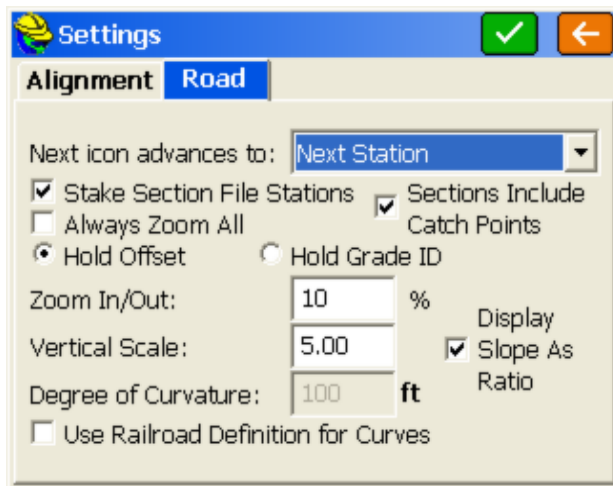 Settings
Alignment Road
Next icon advances to: Next Station
Stake Section File Stations Sections Include
Always Zoom All Catch Points
Hold Offset Hold Grade ID
Zoom In/Out: 10 %
Display
Vertical Scale: 5.00 Slope As
Ratio
Degree of Curvature: 100 ft
Use Railroad Definition for Curves